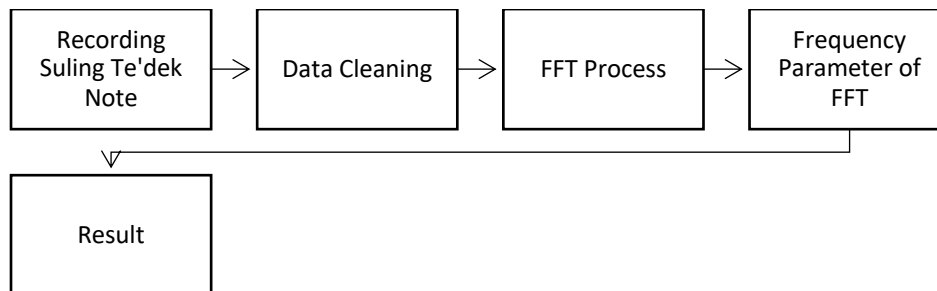 Recording
Suling Te'dek
Note
Data Cleaning
FFT Process
Frequency
Parameter of
FFT
Result